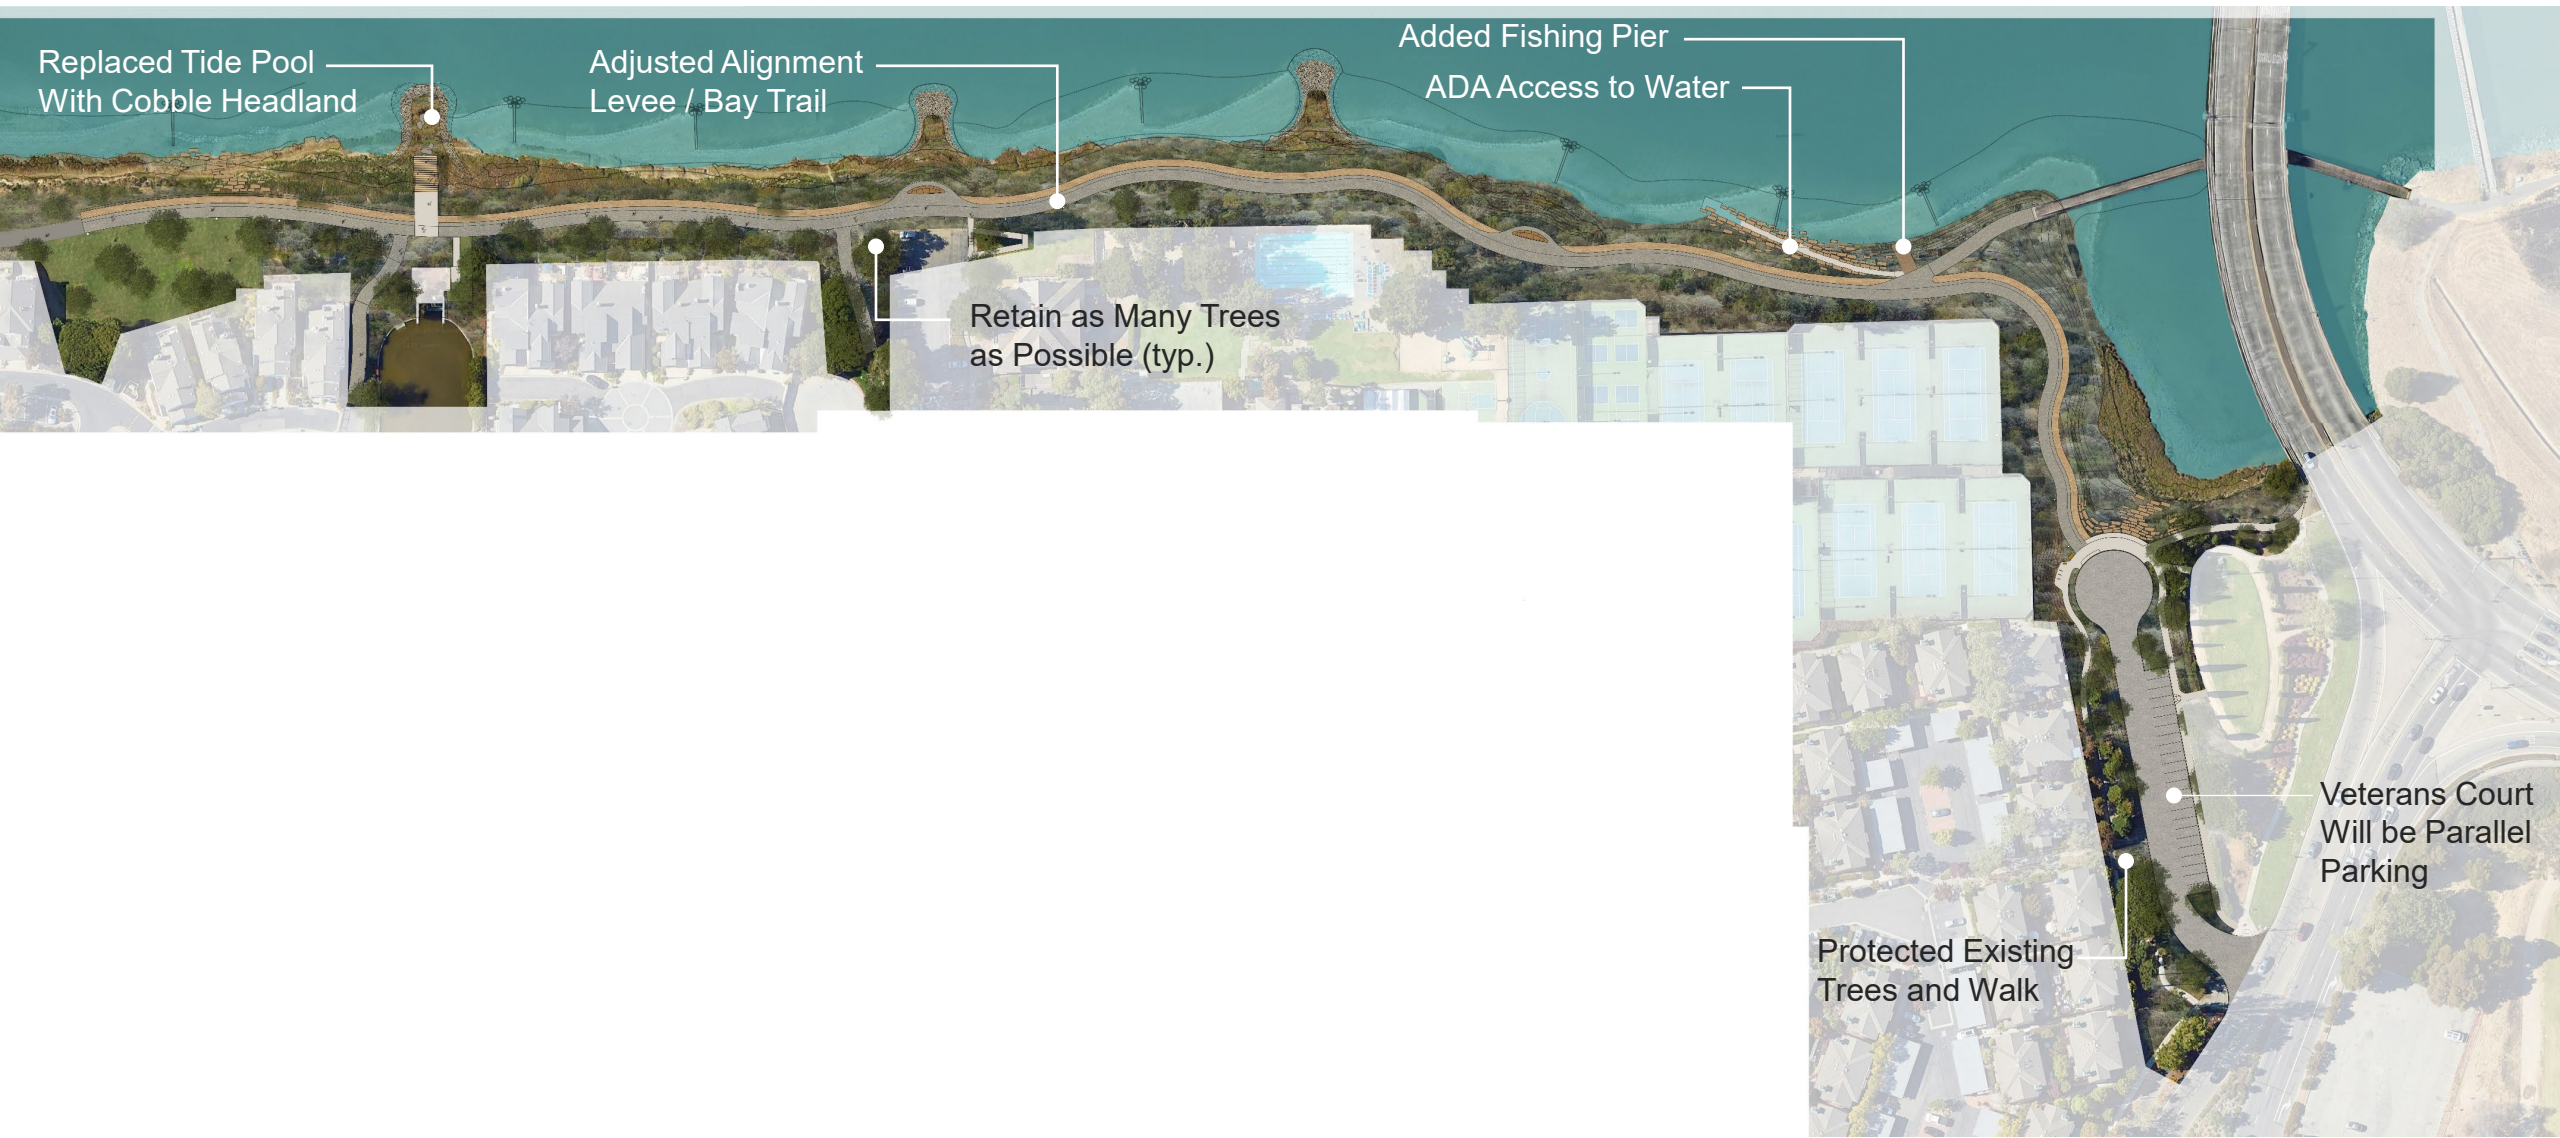 Replaced Tide Pool
With Cobble Headland
Adjusted Alignment
Levee / Bay Trail
Added Fishing Pier
ADA Access to Water
Retain as Many Trees
as Possible (typ.)
Veterans Court
Will be Parallel
Parking
Protected Existing
Trees and Walk